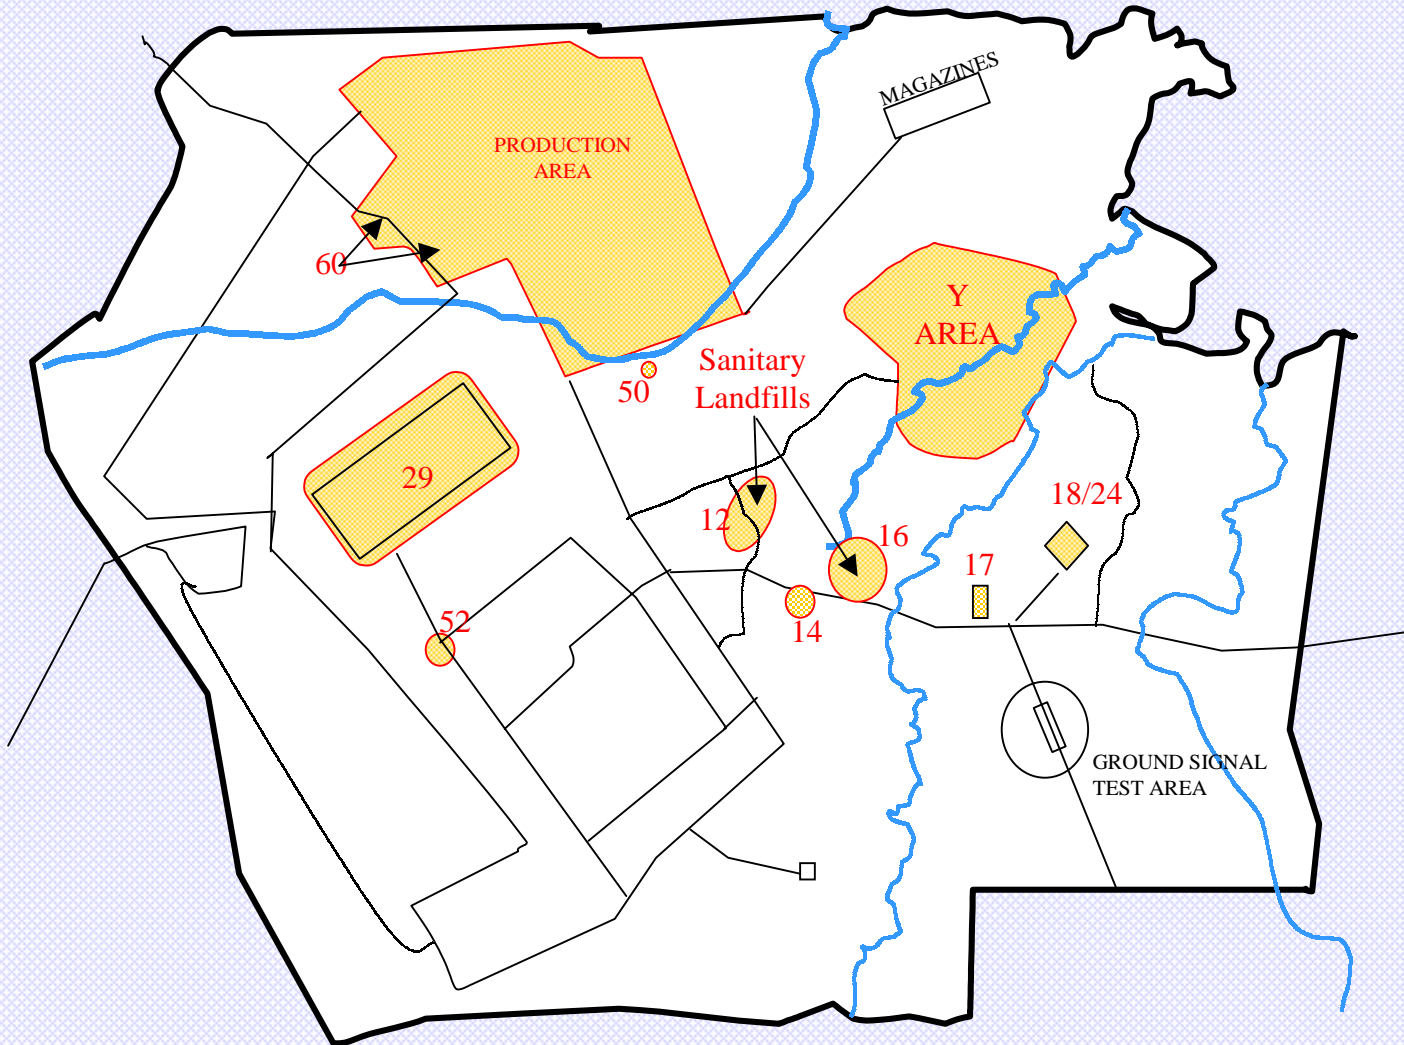 MAGAZINES
PRODUCTION
AREA
60
Y
AREA
Sanitary
Landfills
50
29
18/24
12
16
17
52
14
GROUND SIGNAL
TEST AREA